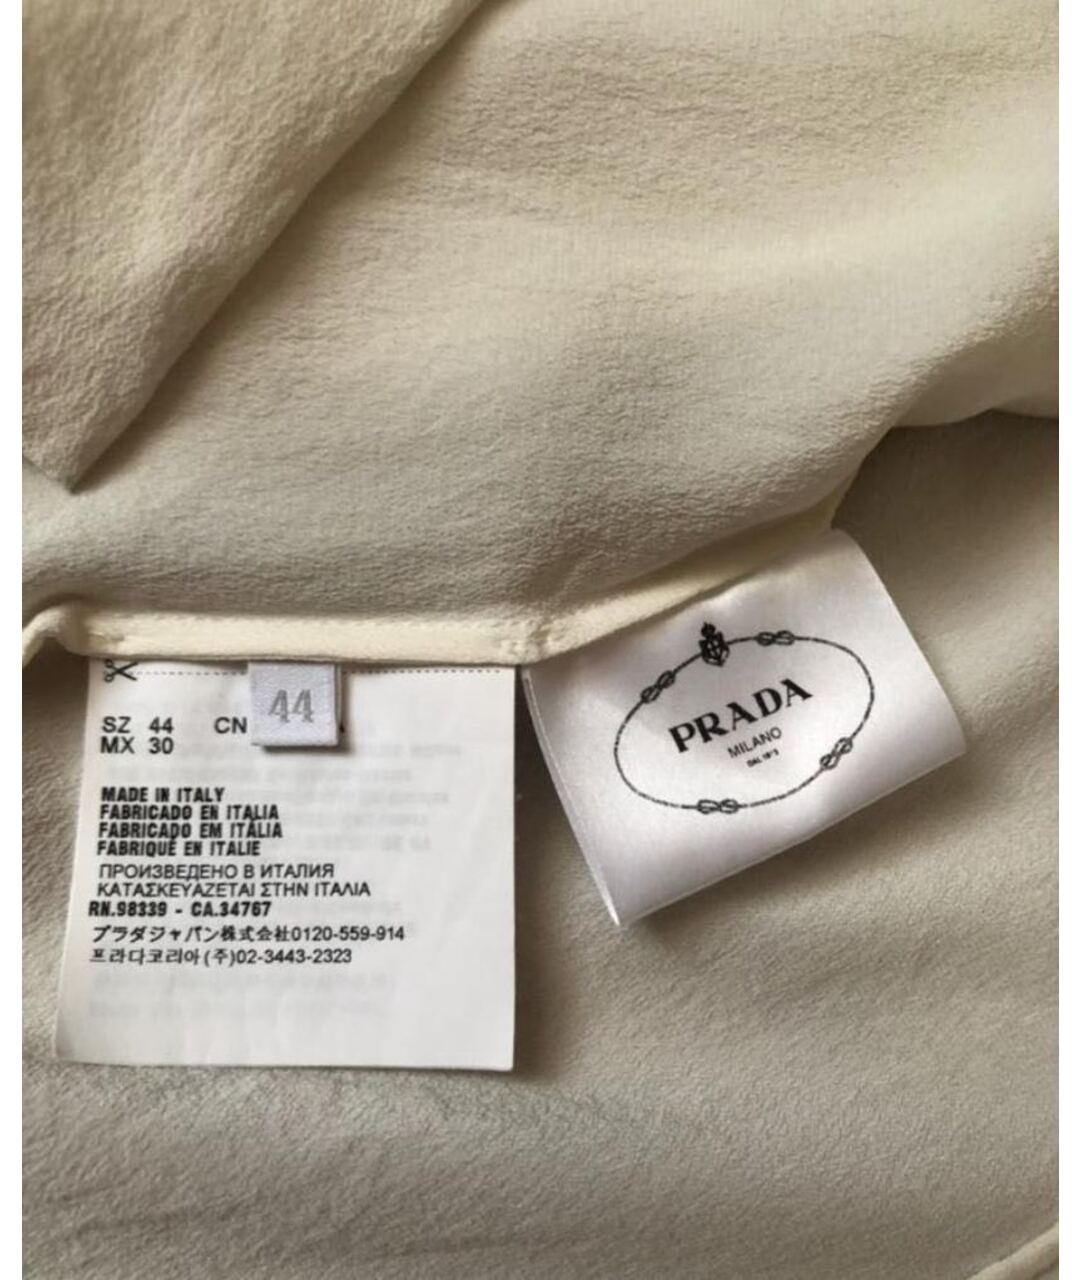 SZ 44 CN
MX 30
44
MADE IN ITALY
FABRICADO EN ITALIA
FABRICADO EM ITÁLIA
FABRIQUÉ EN ITALIE
ПРОИЗВЕДЕНО В ИТАЛИЯ
ΚΑΤΑΣΚΕΥΑΖΕΤΑΙ ΣΤΗΝ ΙΤΑΛΙΑ
RN.98339 - CA.34767
プラダジャパン株式会社0120-559-914
프라다코리아(주)02-3443-2323
PRADA
MILANO